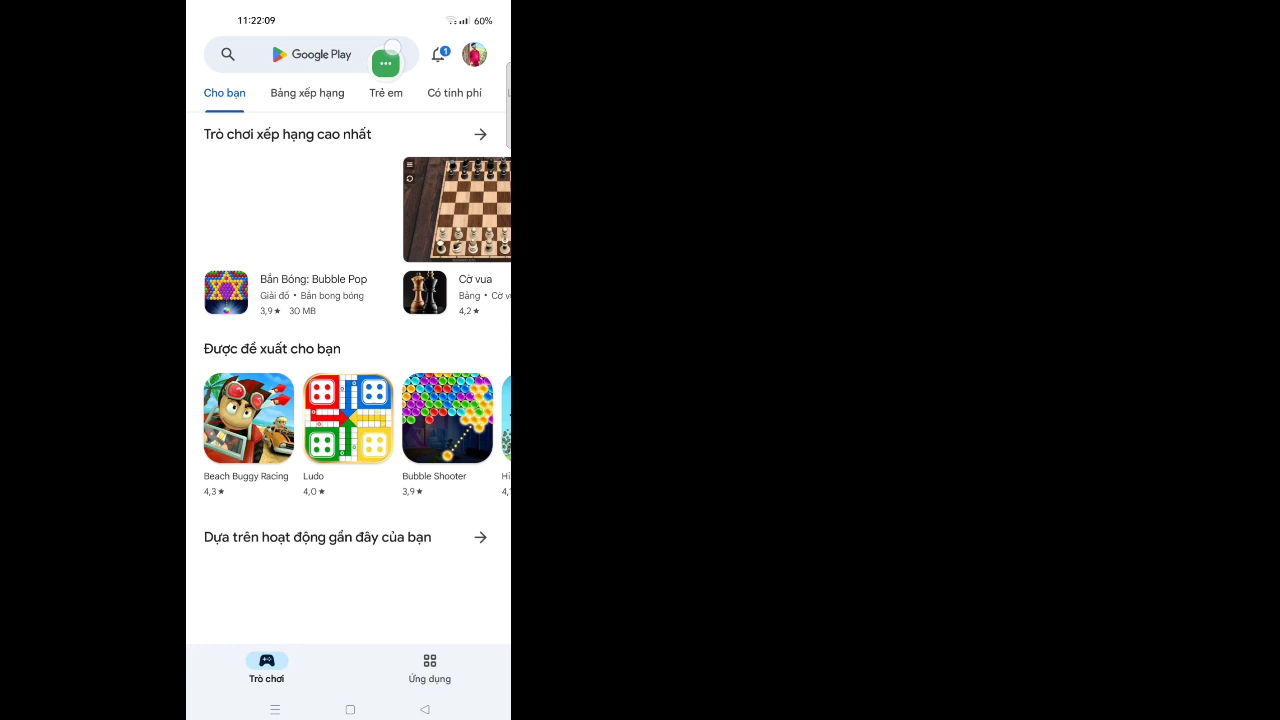 11:22:09
60%
Google Play
1
Cho bạn
Bảng xếp hạng
Trẻ em
Có tính phí
Trò chơi xếp hạng cao nhất
Bắn Bóng: Bubble Pop
Giải đố • Bắn bong bóng
3,9★ 30 MB
Cờ vua
Bảng • Cờ
4,2★
Được đề xuất cho bạn
Beach Buggy Racing
4,3★
Ludo
4,0★
Bubble Shooter
3,9★
Dựa trên hoạt động gần đây của bạn
Trò chơi
Ứng dụng